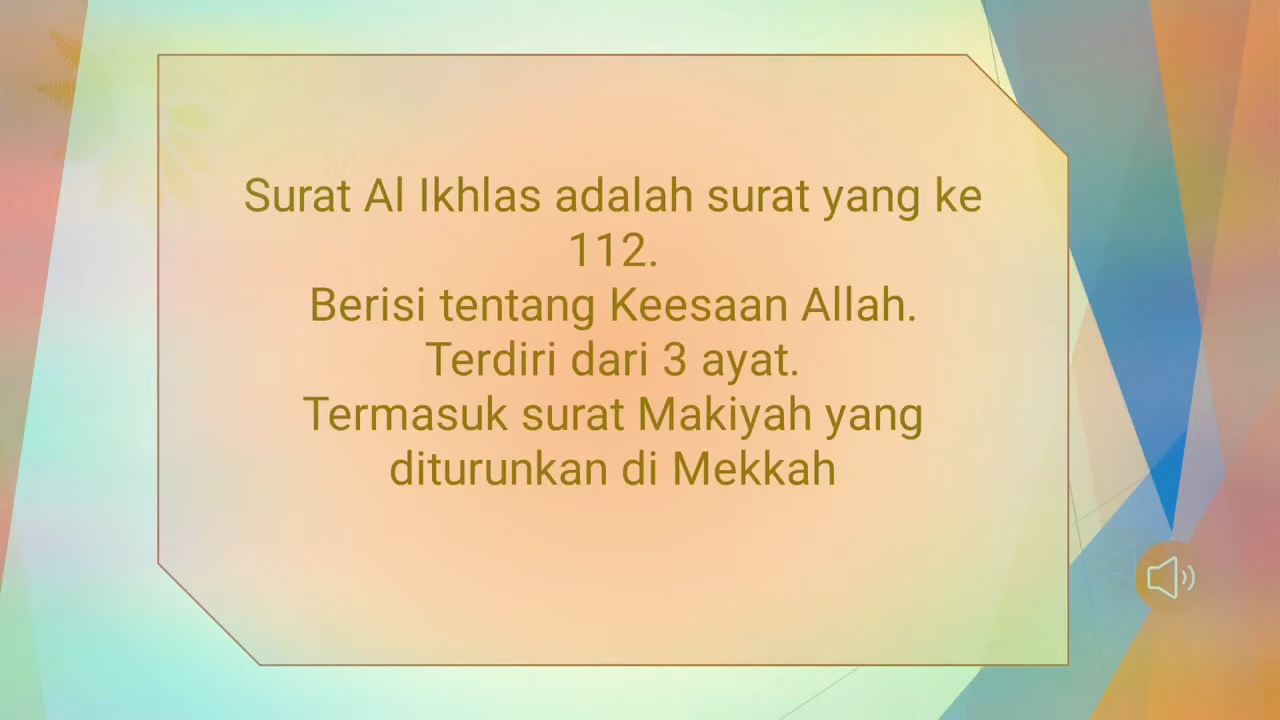 Surat Al Ikhlas adalah surat yang ke
112.
Berisi tentang Keesaan Allah.
Terdiri dari 3 ayat.
Termasuk surat Makiyah yang
diturunkan di Mekkah